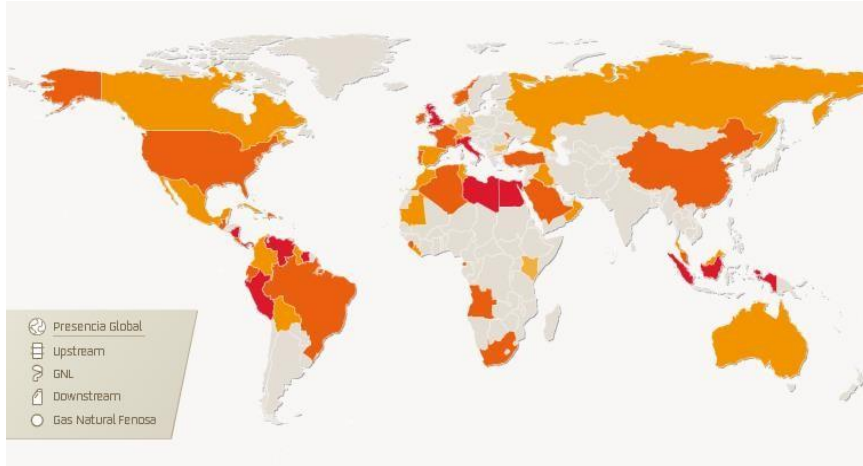 Presencia Global
Upstream
GNL
Downstream
Gas Natural Fenosa